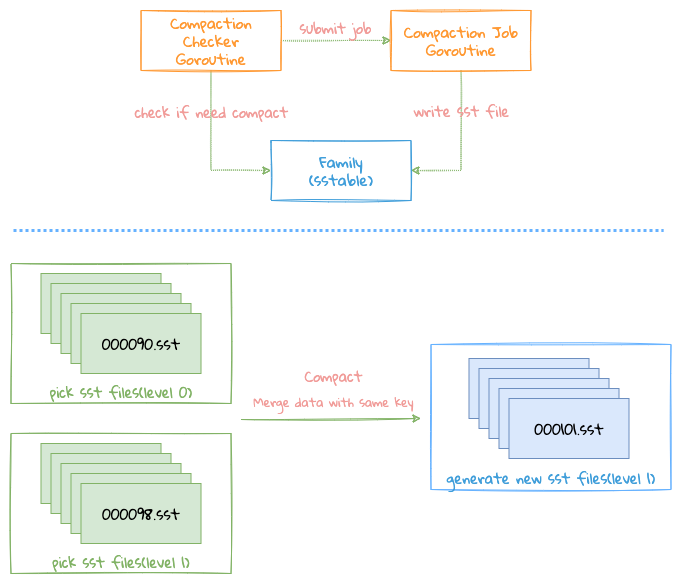 Compaction
Checker
Goroutine
submit job
Compaction Job
Goroutine
check if need compact
write sst file
Family
(sstable)
000090.sst
pick sst files(level 0)
Compact
Merge data with same key
000101.sst
generate new sst files(level 1)
000098.sst
pick sst files(level 1)